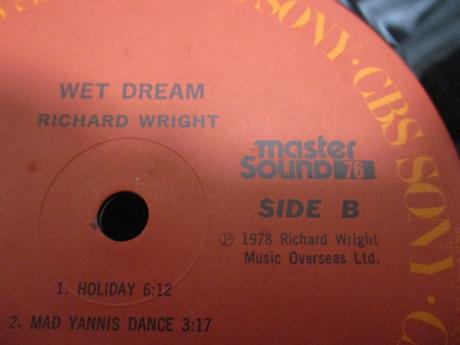 SONY · CBS/SONY · C
WET DREAM
RICHARD WRIGHT
master
Sound 76
SIDE B
Ⓟ 1978 Richard Wright
Music Overseas Ltd.
1. HOLIDAY 6:12
2. MAD YANNIS DANCE 3:17